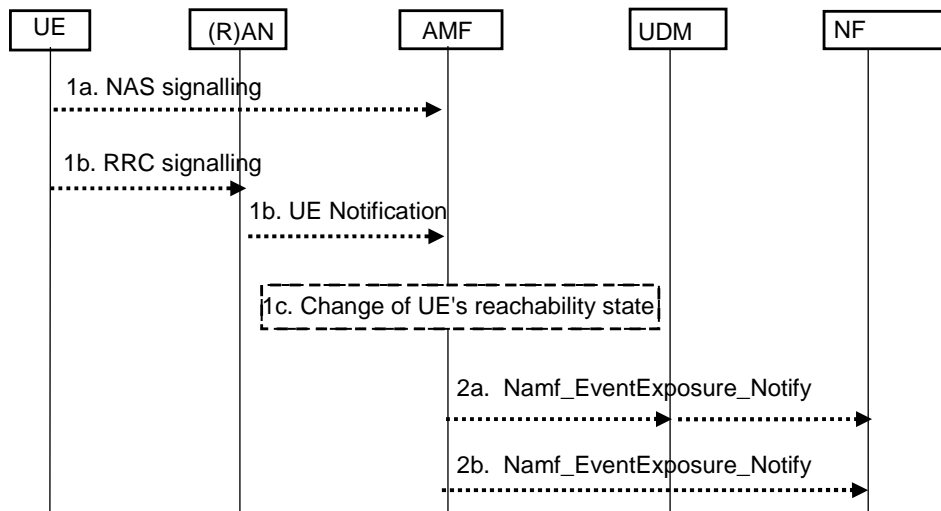 UE
(R)AN
AMF
UDM
NF
1a. NAS signalling
1b. RRC signalling
1b. UE Notification
1c. Change of UE's reachability state
2a. Namf_EventExposure_Notify
2b. Namf_EventExposure_Notify